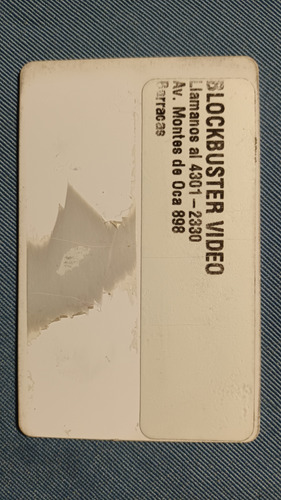 BLOCKBUSTER VIDEO
Llamanos al 4301-2330
Av. Montes de Oca 898
Barracas